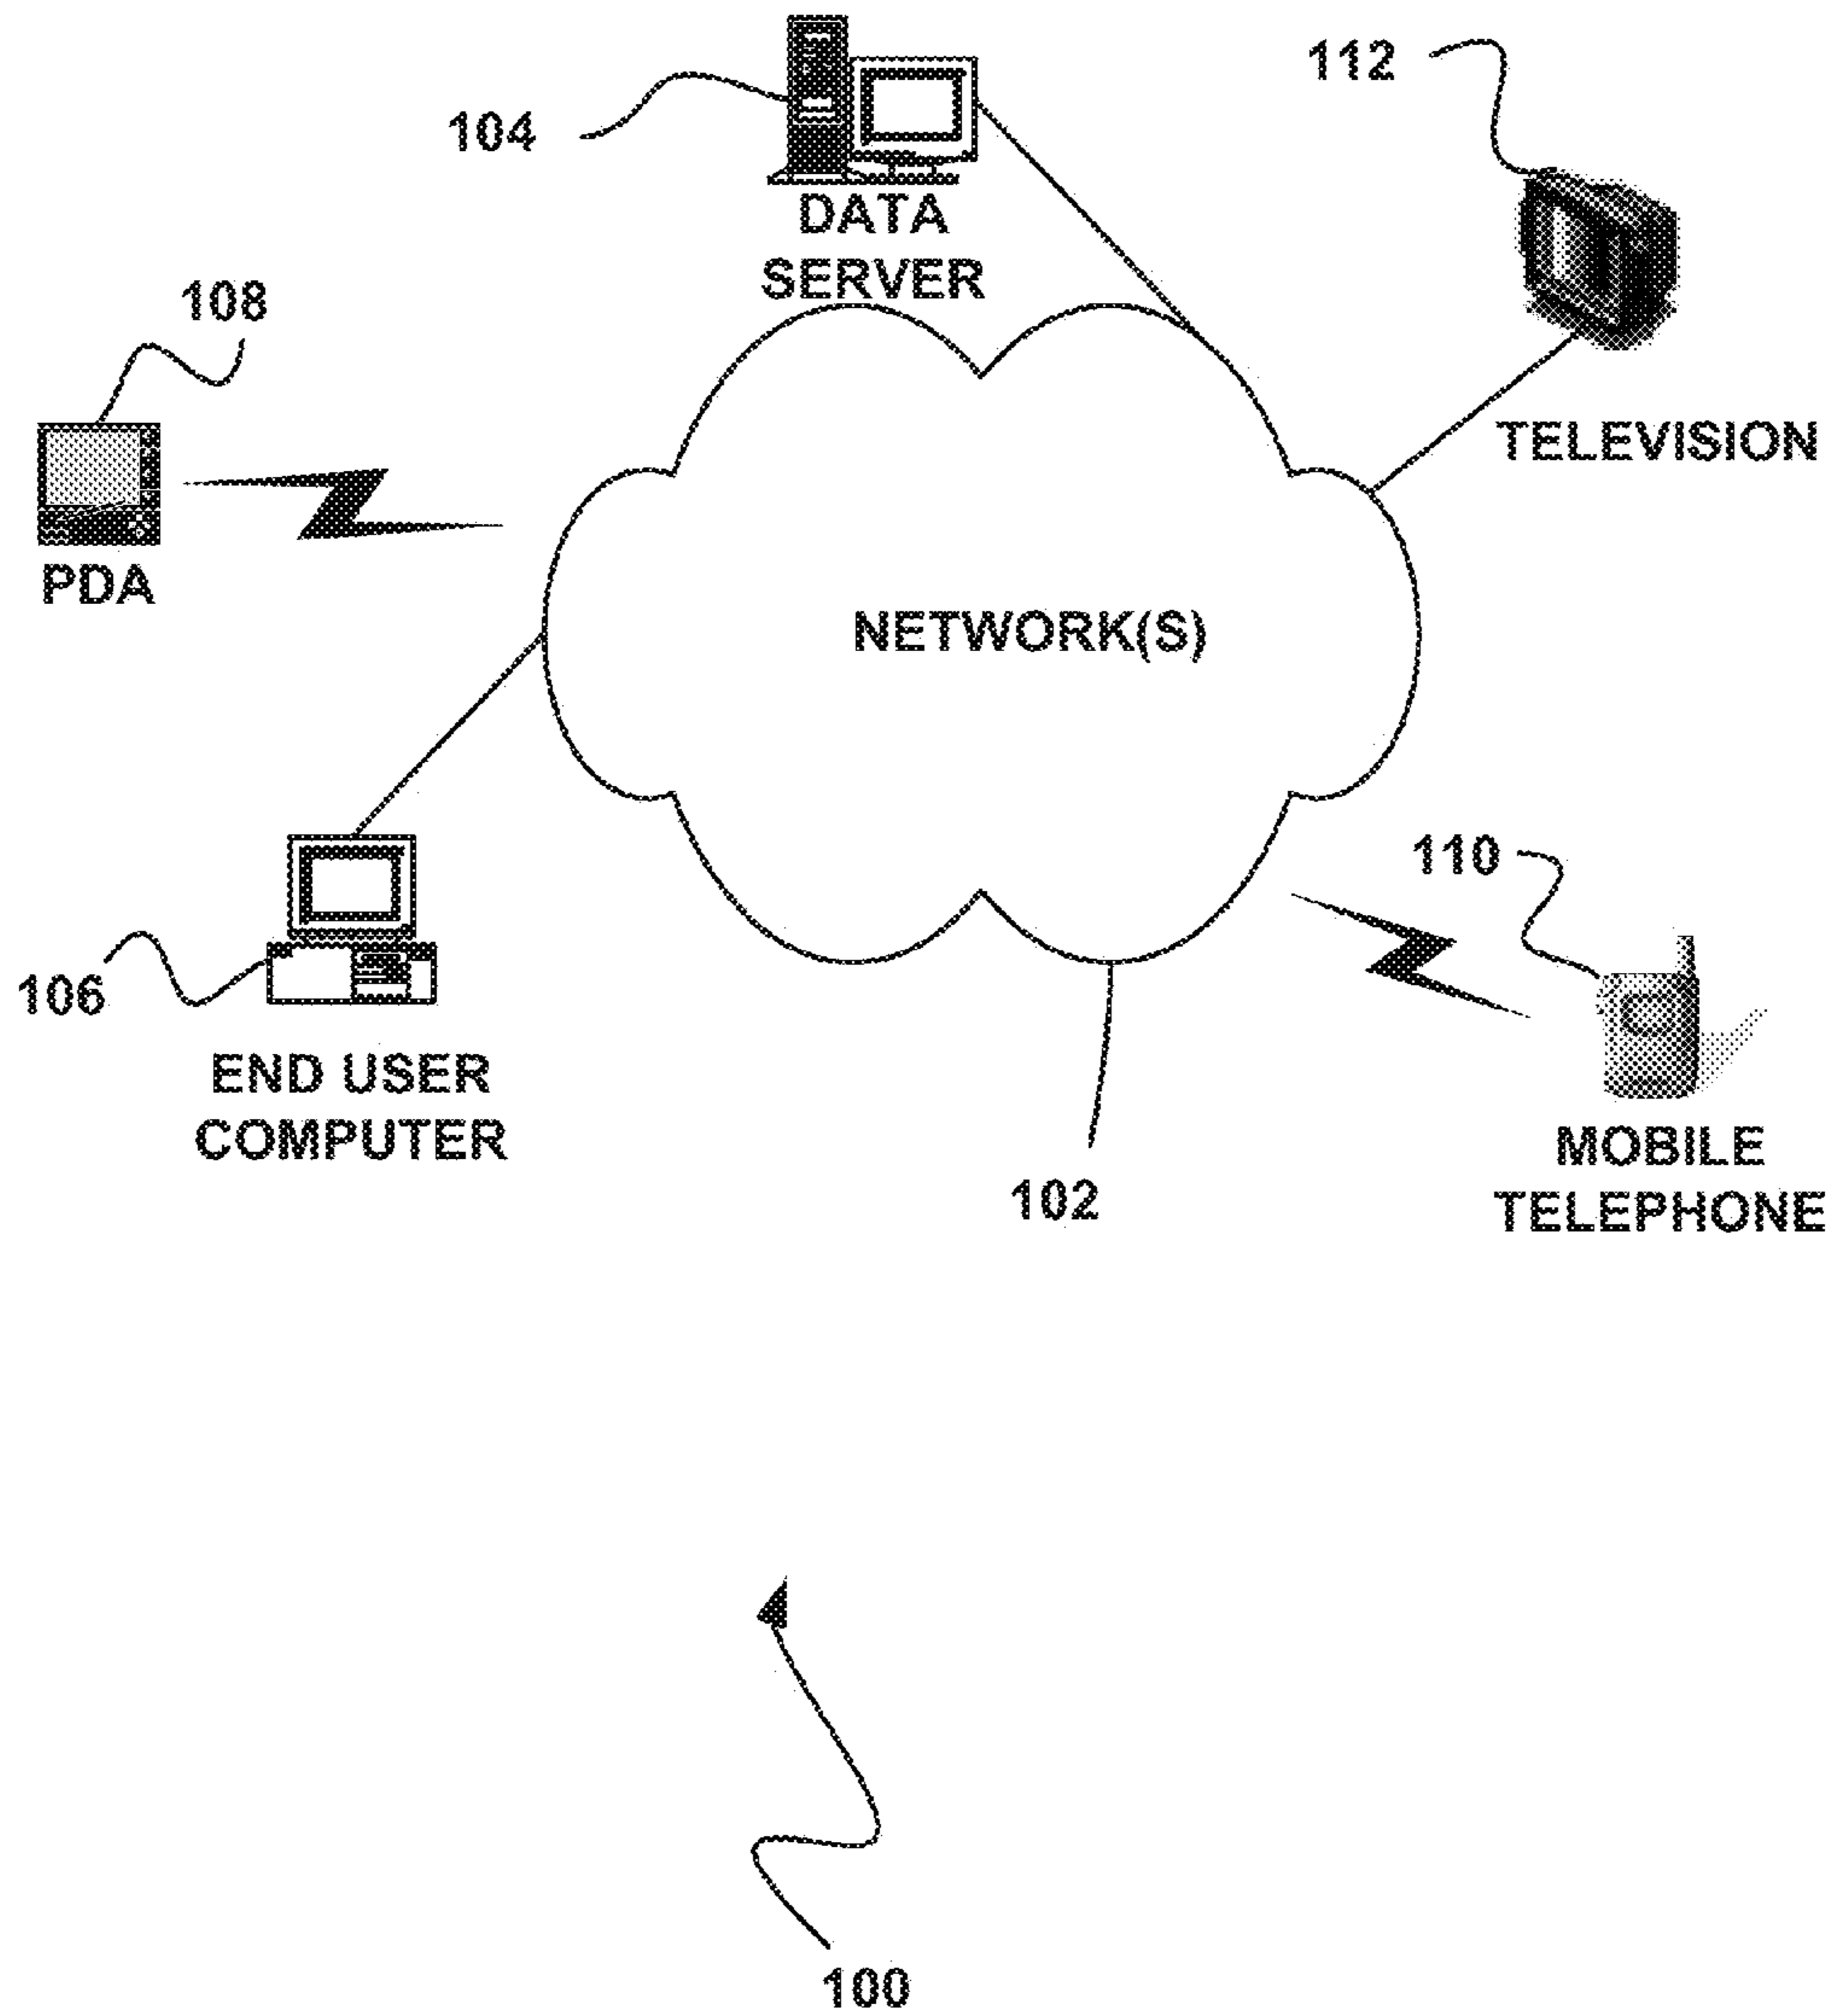 112
104
DATA
SERVER
108
TELEVISION
PDA
NETWORK(S)
110
106
END USER
COMPUTER
MOBILE
TELEPHONE
102
100